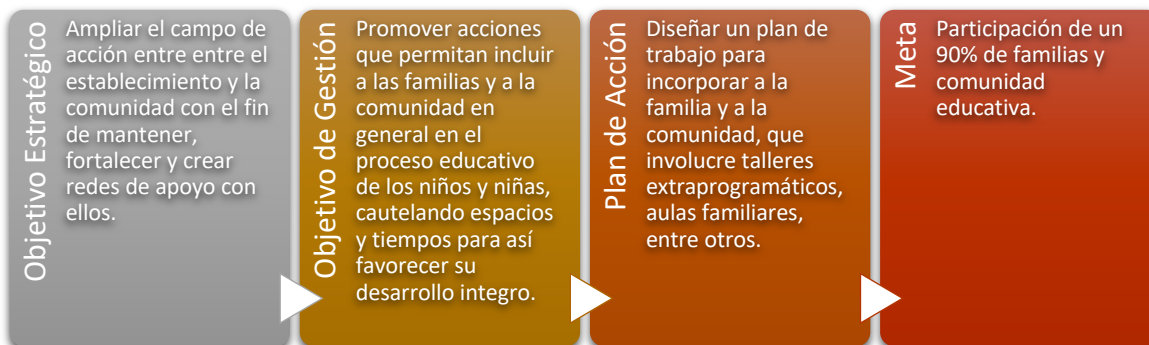 Objetivo Estratégico
Ampliar el campo de
acción entre entre el
establecimiento y la
comunidad con el fin
de mantener,
fortalecer y crear
redes de apoyo con
ellos.
Objetivo de Gestión
Promover acciones
que permitan incluir
a las familias y a la
comunidad en
general en el
proceso educativo
de los niños y niñas,
cautelando espacios
y tiempos para así
favorecer su
desarrollo integro.
Plan de Acción
Diseñar un plan de
trabajo para
incorporar a la
familia y a la
comunidad, que
involucre talleres
extraprogramáticos,
aulas familiares,
entre otros.
Meta
Participación de un
90% de familias y
comunidad
educativa.